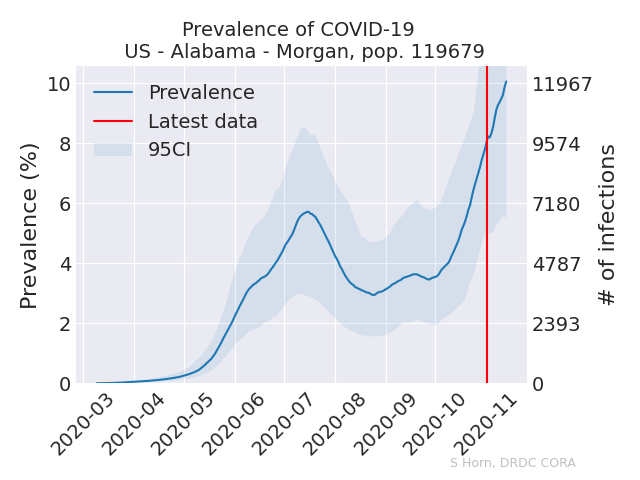 Prevalence of COVID-19
US - Alabama - Morgan, pop. 119679
Prevalence
Latest data
95CI
Prevalence (%)
10
8
6
4
2
0
11967
9574
7180
4787
2393
0
# of infections
2020-03
2020-04
2020-05
2020-06
2020-07
2020-08
2020-09
2020-10
2020-11
S Horn, DRDC CORA